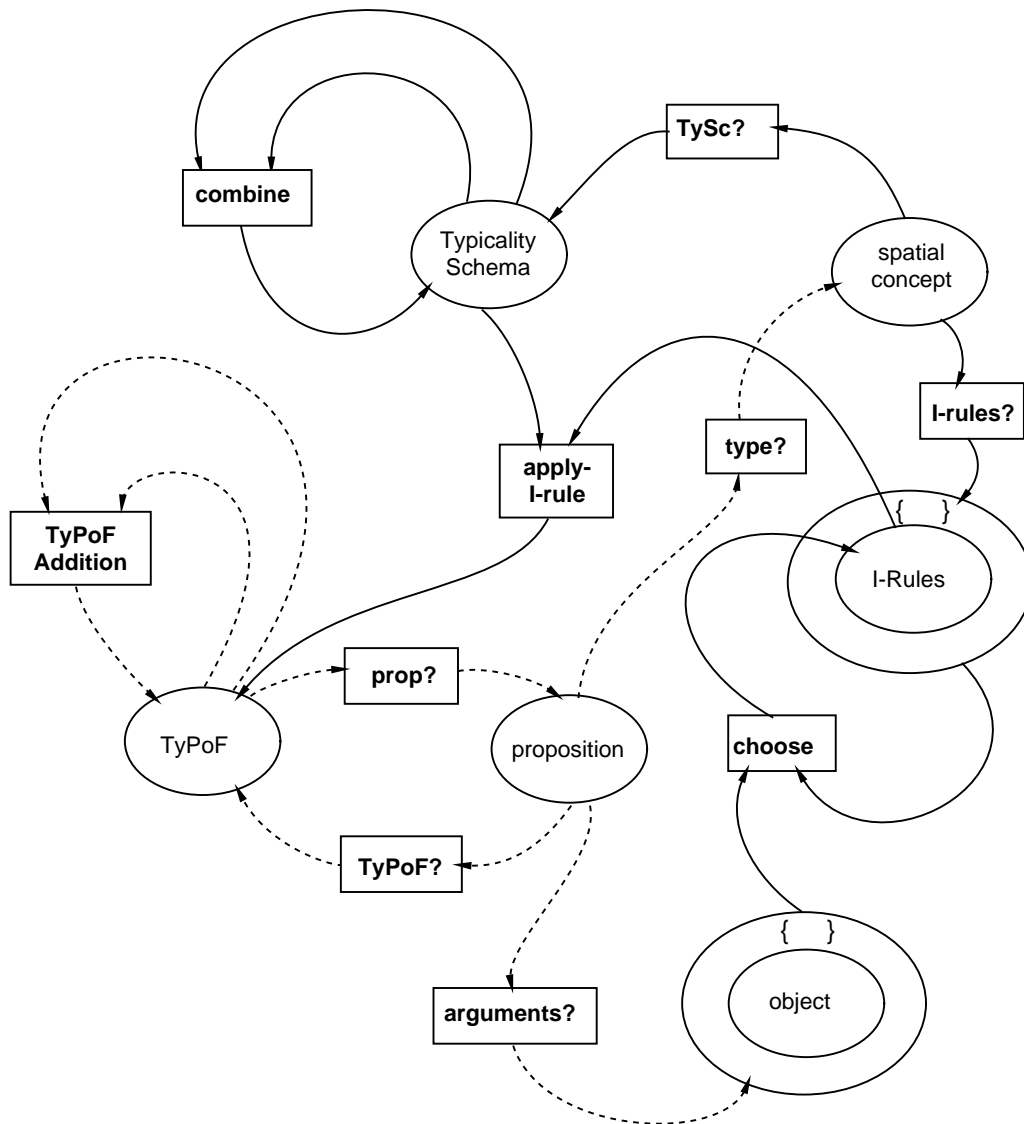 TySc?
combine
Typicality
Schema
spatial
concept
I-rules?
type?
apply-
I-rule
{ }
I-Rules
TyPoF
Addition
prop?
TyPoF
proposition
choose
TyPoF?
{ }
object
arguments?